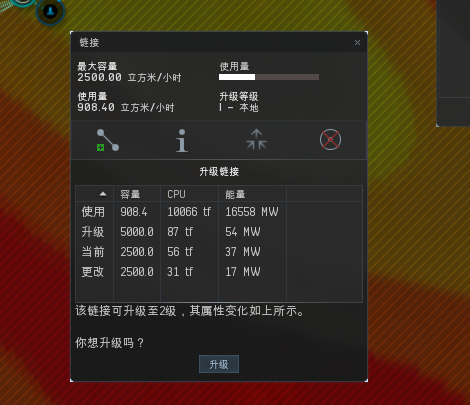 链接
最大容量
2500.00 立方米/小时
使用量
使用量
908.40 立方米/小时
升级等级
I - 本地
升级链接
容量 CPU 能量
使用 908.4 10066 tf 16558 MW
升级 5000.0 87 tf 54 MW
当前 2500.0 56 tf 37 MW
更改 2500.0 31 tf 17 MW
该链接可升级至2级，其属性变化如上所示。
你想升级吗？
升级